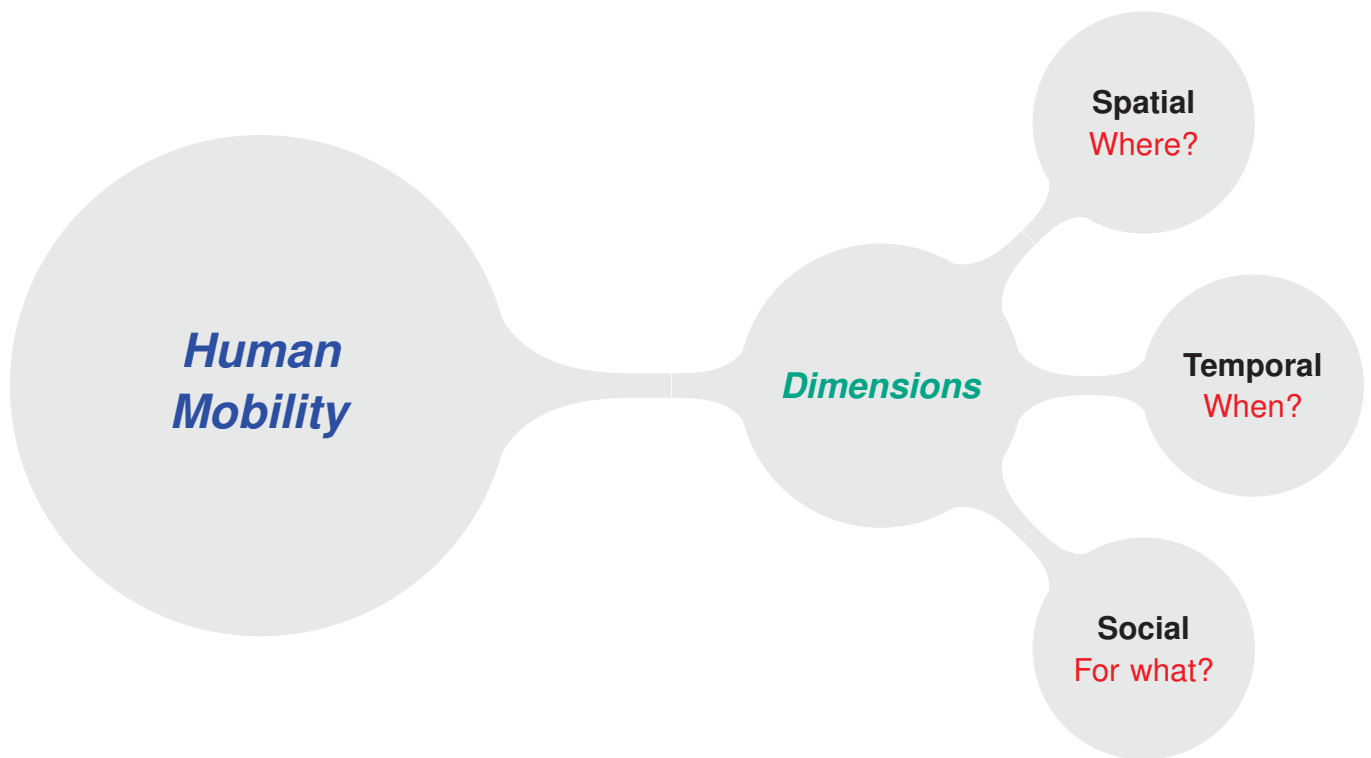 Human
Mobility
Dimensions
Spatial
Where?
Temporal
When?
Social
For what?